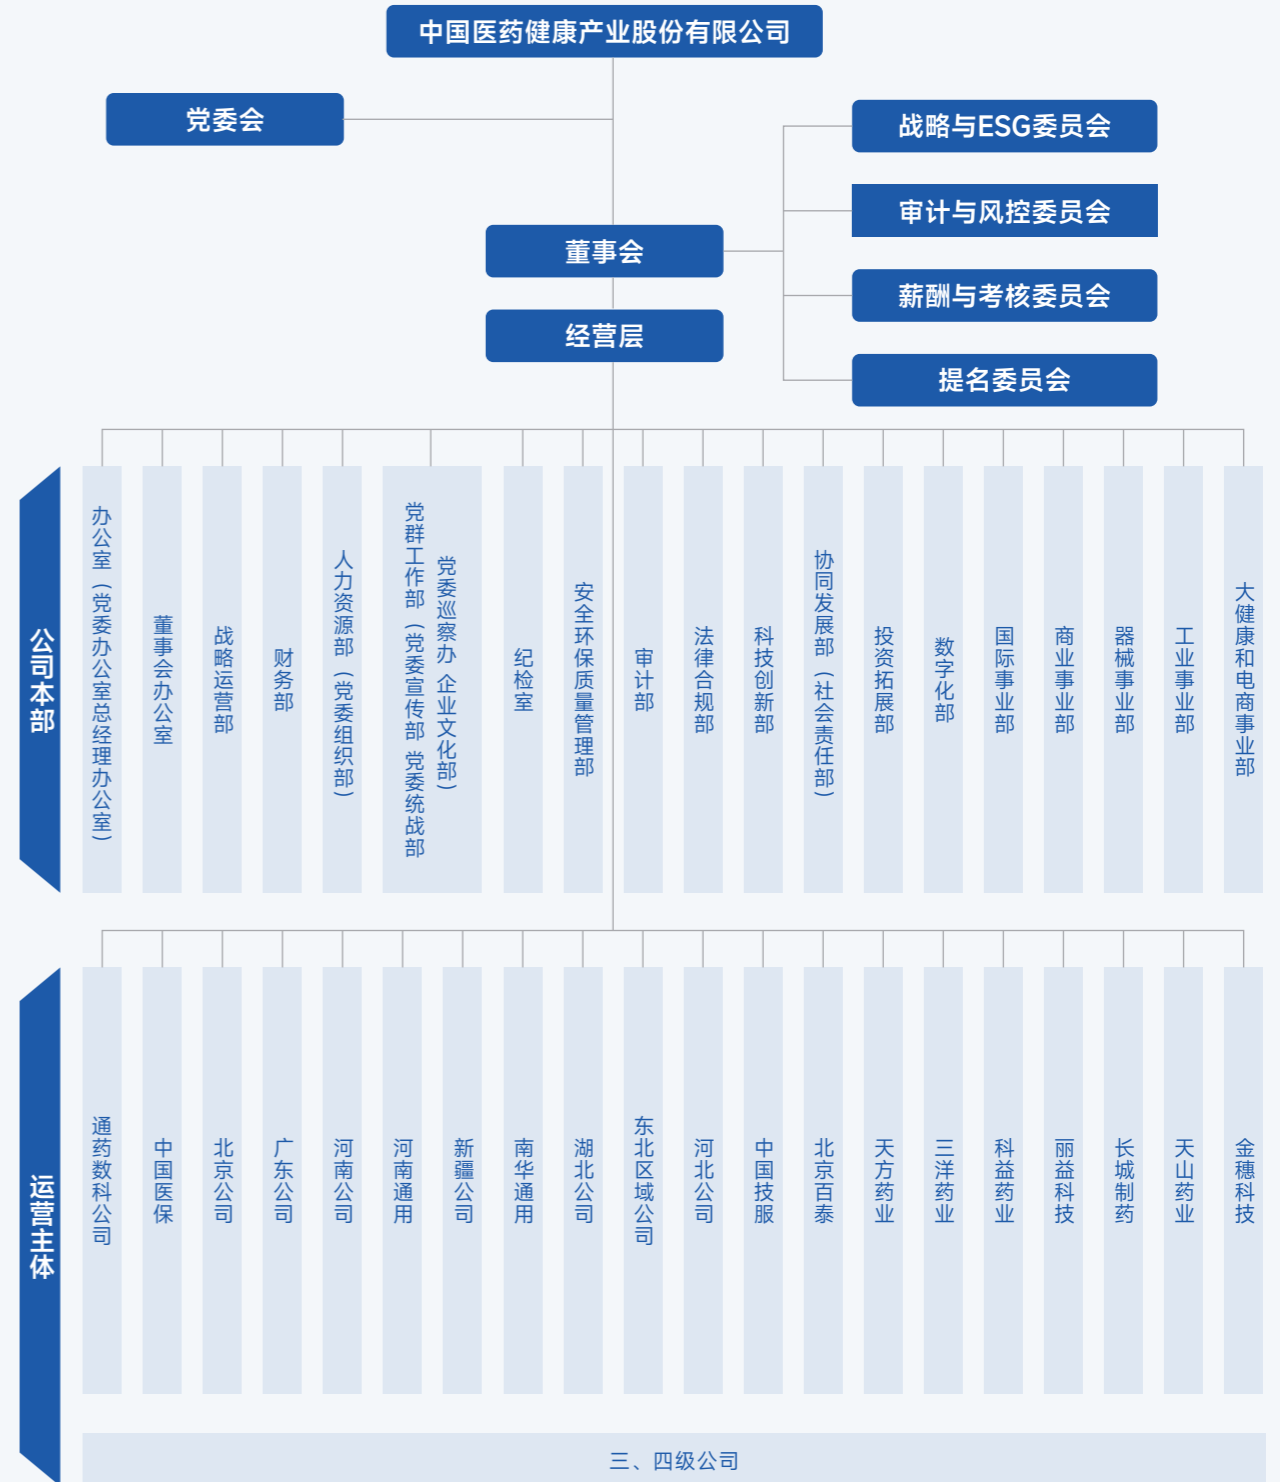 中国医药健康产业股份有限公司
党委会
战略与ESG委员会
审计与风控委员会
董事会
薪酬与考核委员会
经营层
提名委员会
公司本部
办公室（党委办公室总经理办公室）
董事会办公室
战略运营部
财务部
人力资源部（党委组织部）
党群工作部（党委宣传部 党委统战部
党委巡察办 企业文化部）
纪检室
安全环保质量管理部
审计部
法律合规部
科技创新部
协同发展部（社会责任部）
投资拓展部
数字化部
国际事业部
商业事业部
器械事业部
工业事业部
大健康和电商事业部
运营主体
通药数科公司
中国医保
北京公司
广东公司
河南公司
河南通用
新疆公司
南华通用
湖北公司
东北区域公司
河北公司
中国技服
北京百泰
天方药业
三洋药业
科益药业
丽益科技
长城制药
天山药业
金穗科技
三、四级公司